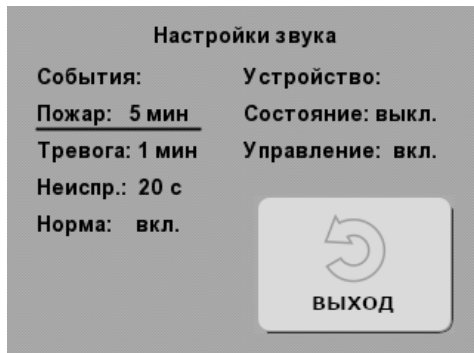 Настройки звука
События:
Пожар: 5 мин
Тревога: 1 мин
Неиспр.: 20 с
Норма: вкл.
Устройство:
Состояние: выкл.
Управление: вкл.
ВЫХОД